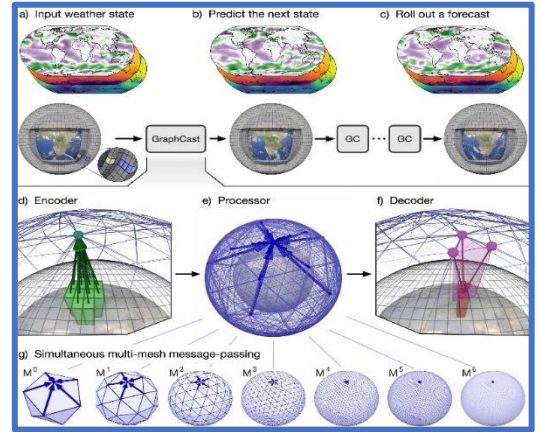 a) Input weather state
b) Predict the next state
c) Roll out a forecast
GraphCast
GC
...
GC
d) Encoder
e) Processor
f) Decoder
g) Simultaneous multi-mesh message-passing
M⁰
M¹
M²
M³
M⁴
M⁵
M⁶